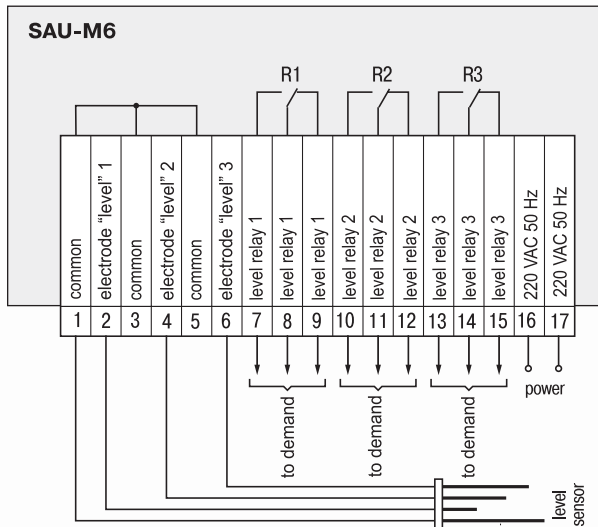 SAU-M6
R1
R2
R3
common
electrode "level" 1
common
electrode "level" 2
common
electrode "level" 3
level relay 1
level relay 1
level relay 1
level relay 2
level relay 2
level relay 2
level relay 3
level relay 3
level relay 3
220 VAC 50 Hz
220 VAC 50 Hz
1
2
3
4
5
6
7
8
9
10
11
12
13
14
15
16
17
to demand
to demand
to demand
power
level
sensor